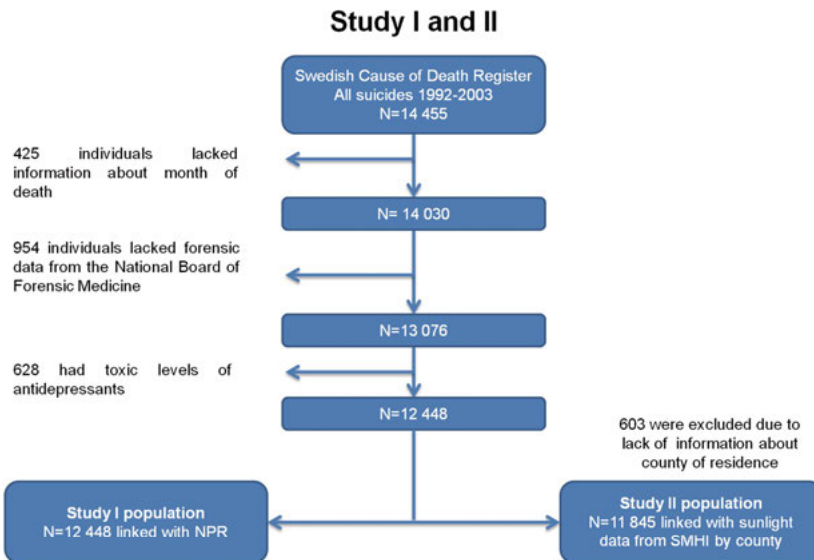 Study I and II
Swedish Cause of Death Register
All suicides 1992-2003
N=14 455
425 individuals lacked
information about month of
death
N= 14 030
954 individuals lacked forensic
data from the National Board of
Forensic Medicine
N=13 076
628 had toxic levels of
antidepressants
N=12 448
603 were excluded due to
lack of information about
county of residence
Study I population
N=12 448 linked with NPR
Study II population
N=11 845 linked with sunlight
data from SMHI by county